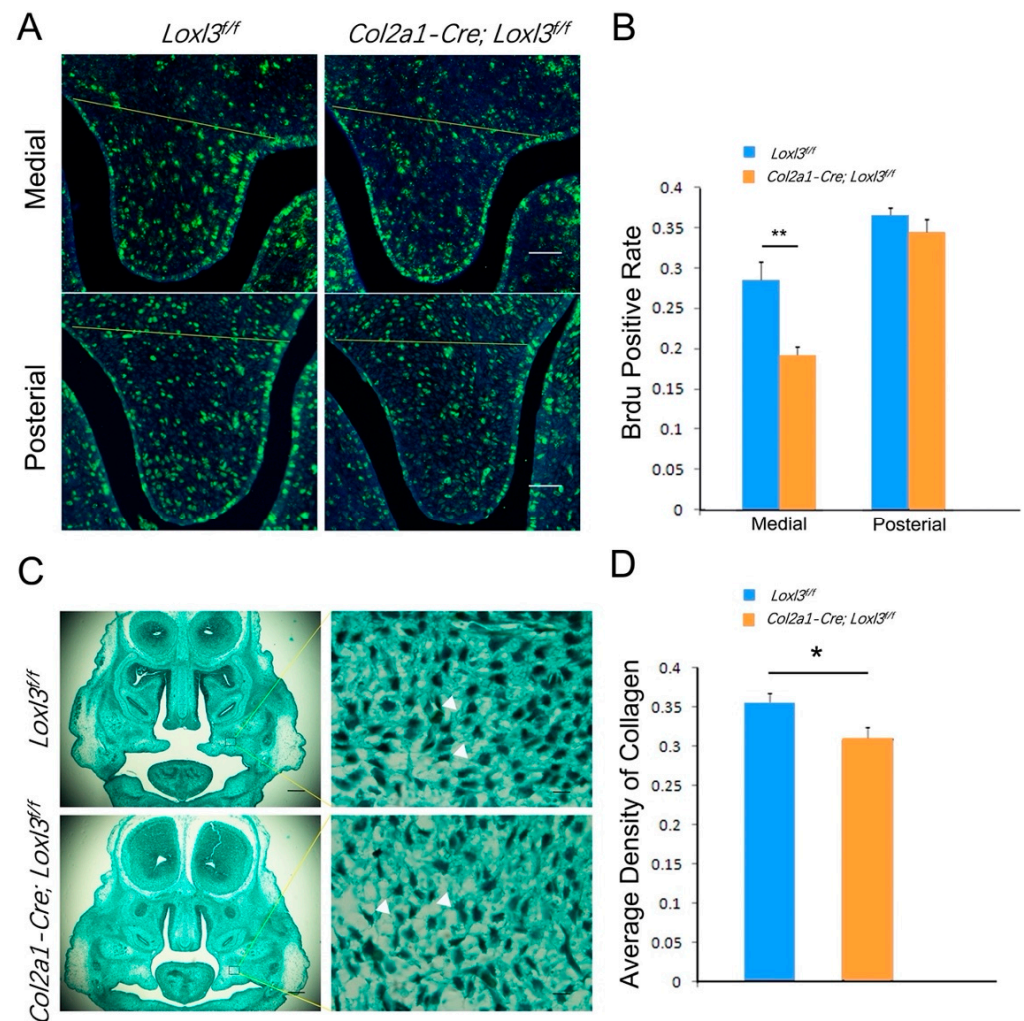 A
Loxl3f/f
Col2a1-Cre; Loxl3f/f
Medial
Posterial
B
Loxl3f/f
Col2a1-Cre; Loxl3f/f
Brdu Positive Rate
0.4
0.35
0.3
0.25
0.2
0.15
0.1
0.05
0
**
Medial
Posterial
C
Loxl3f/f
Col2a1-Cre; Loxl3f/f
D
Loxl3f/f
Col2a1-Cre; Loxl3f/f
Average Density of Collagen
0.4
0.35
0.3
0.25
0.2
0.15
0.1
0.05
0
*